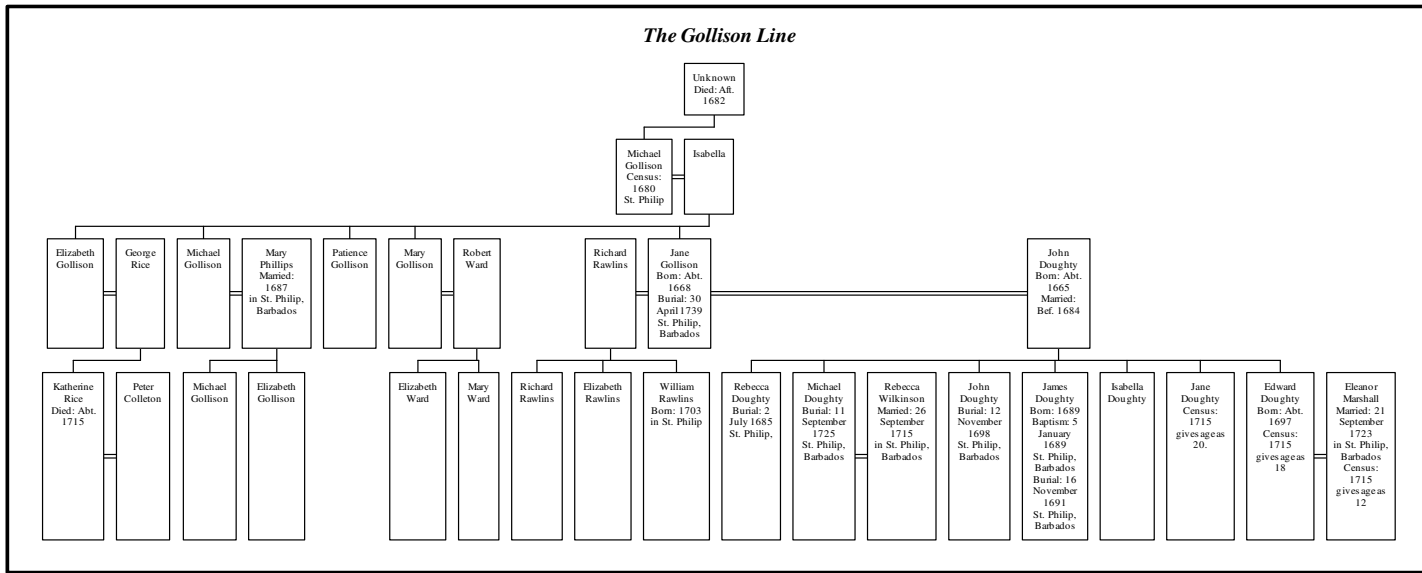 The Gollison Line
Unknown
Died: Aft.
1682
Michael
Gollison
Census:
1680
St. Philip
Isabella
Elizabeth
Gollison
George
Rice
Michael
Gollison
Mary
Phillips
Married:
1687
in St. Philip,
Barbados
Patience
Gollison
Mary
Gollison
Robert
Ward
Richard
Rawlins
Jane
Gollison
Born: Abt.
1668
Burial: 30
April 1739
St. Philip,
Barbados
John
Doughty
Born: Abt.
1665
Married:
Bef. 1684
Katherine
Rice
Died: Abt.
1715
Peter
Colleton
Michael
Gollison
Elizabeth
Gollison
Elizabeth
Ward
Mary
Ward
Richard
Rawlins
Elizabeth
Rawlins
William
Rawlins
Born: 1703
in St. Philip
Rebecca
Doughty
Burial: 2
July 1685
St. Philip,
Michael
Doughty
Burial: 11
September
1725
St. Philip,
Barbados
Rebecca
Wilkinson
Married: 26
September
1715
in St. Philip,
Barbados
John
Doughty
Burial: 12
November
1698
St. Philip,
Barbados
James
Doughty
Born: 1689
Baptism: 5
January
1689
St. Philip,
Barbados
Burial: 16
November
1691
St. Philip,
Barbados
Isabella
Doughty
Jane
Doughty
Census:
1715
gives age as
20.
Edward
Doughty
Born: Abt.
1697
Census:
1715
gives age as
18
Eleanor
Marshall
Married: 21
September
1723
in St. Philip,
Barbados
Census:
1715
gives age as
12